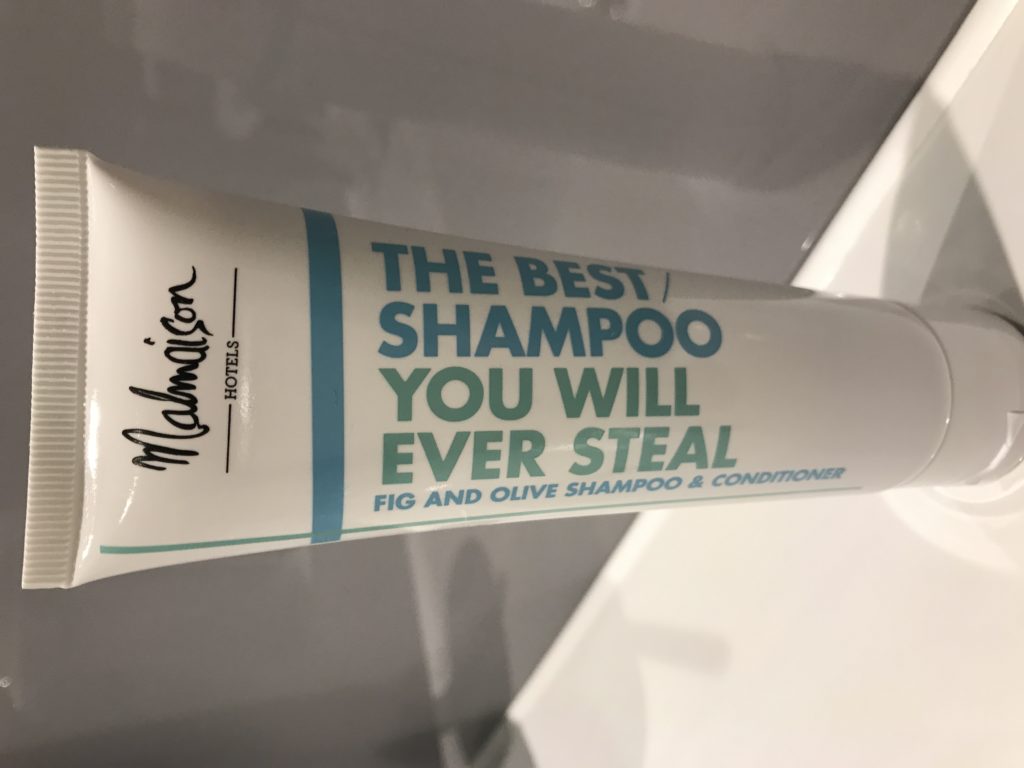 Malmaison
HOTELS
THE BEST
SHAMPOO
YOU WILL
EVER STEAL
FIG AND OLIVE SHAMPOO & CONDITIONER